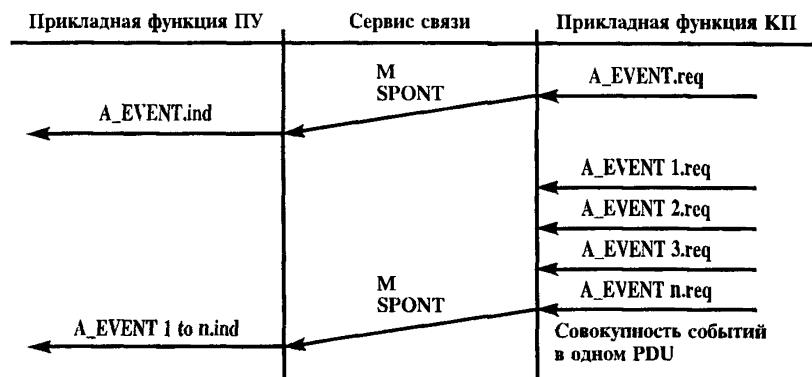 Прикладная функция ПУ
Сервис связи
Прикладная функция КП
M
SPONT
A_EVENT.req
A_EVENT.ind
A_EVENT 1.req
A_EVENT 2.req
A_EVENT 3.req
M
SPONT
A_EVENT n.req
A_EVENT 1 to n.ind
Совокупность событий
в одном PDU